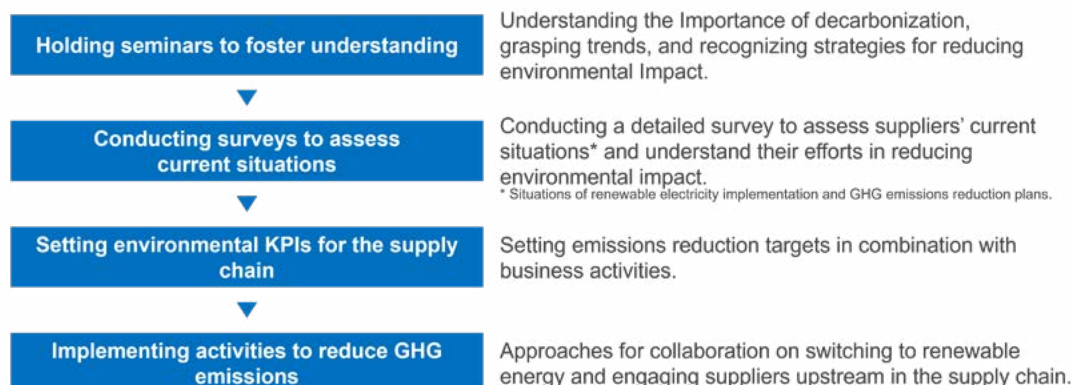 Holding seminars to foster understanding
Understanding the Importance of decarbonization,
grasping trends, and recognizing strategies for reducing
environmental Impact.
Conducting surveys to assess
current situations
Conducting a detailed survey to assess suppliers' current
situations* and understand their efforts in reducing
environmental impact.
* Situations of renewable electricity implementation and GHG emissions reduction plans.
Setting environmental KPIs for the supply
chain
Setting emissions reduction targets in combination with
business activities.
Implementing activities to reduce GHG
emissions
Approaches for collaboration on switching to renewable
energy and engaging suppliers upstream in the supply chain.